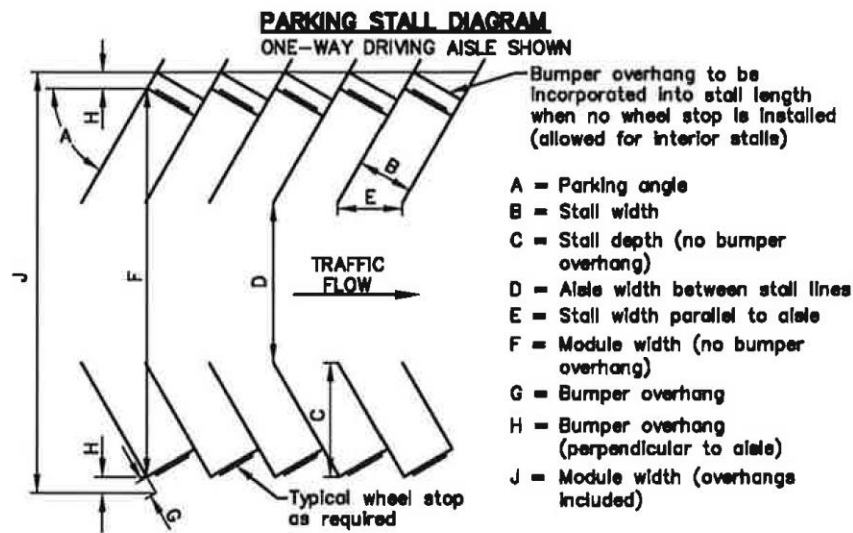 PARKING STALL DIAGRAM
ONE-WAY DRIVING AISLE SHOWN
Bumper overhang to be
incorporated into stall length
when no wheel stop is installed
(allowed for interior stalls)
H
A
B
E
J
F
D
TRAFFIC
FLOW
C
H
G
Typical wheel stop
as required
A = Parking angle
B = Stall width
C = Stall depth (no bumper
overhang)
D = Aisle width between stall lines
E = Stall width parallel to aisle
F = Module width (no bumper
overhang)
G = Bumper overhang
H = Bumper overhang
(perpendicular to aisle)
J = Module width (overhangs
included)